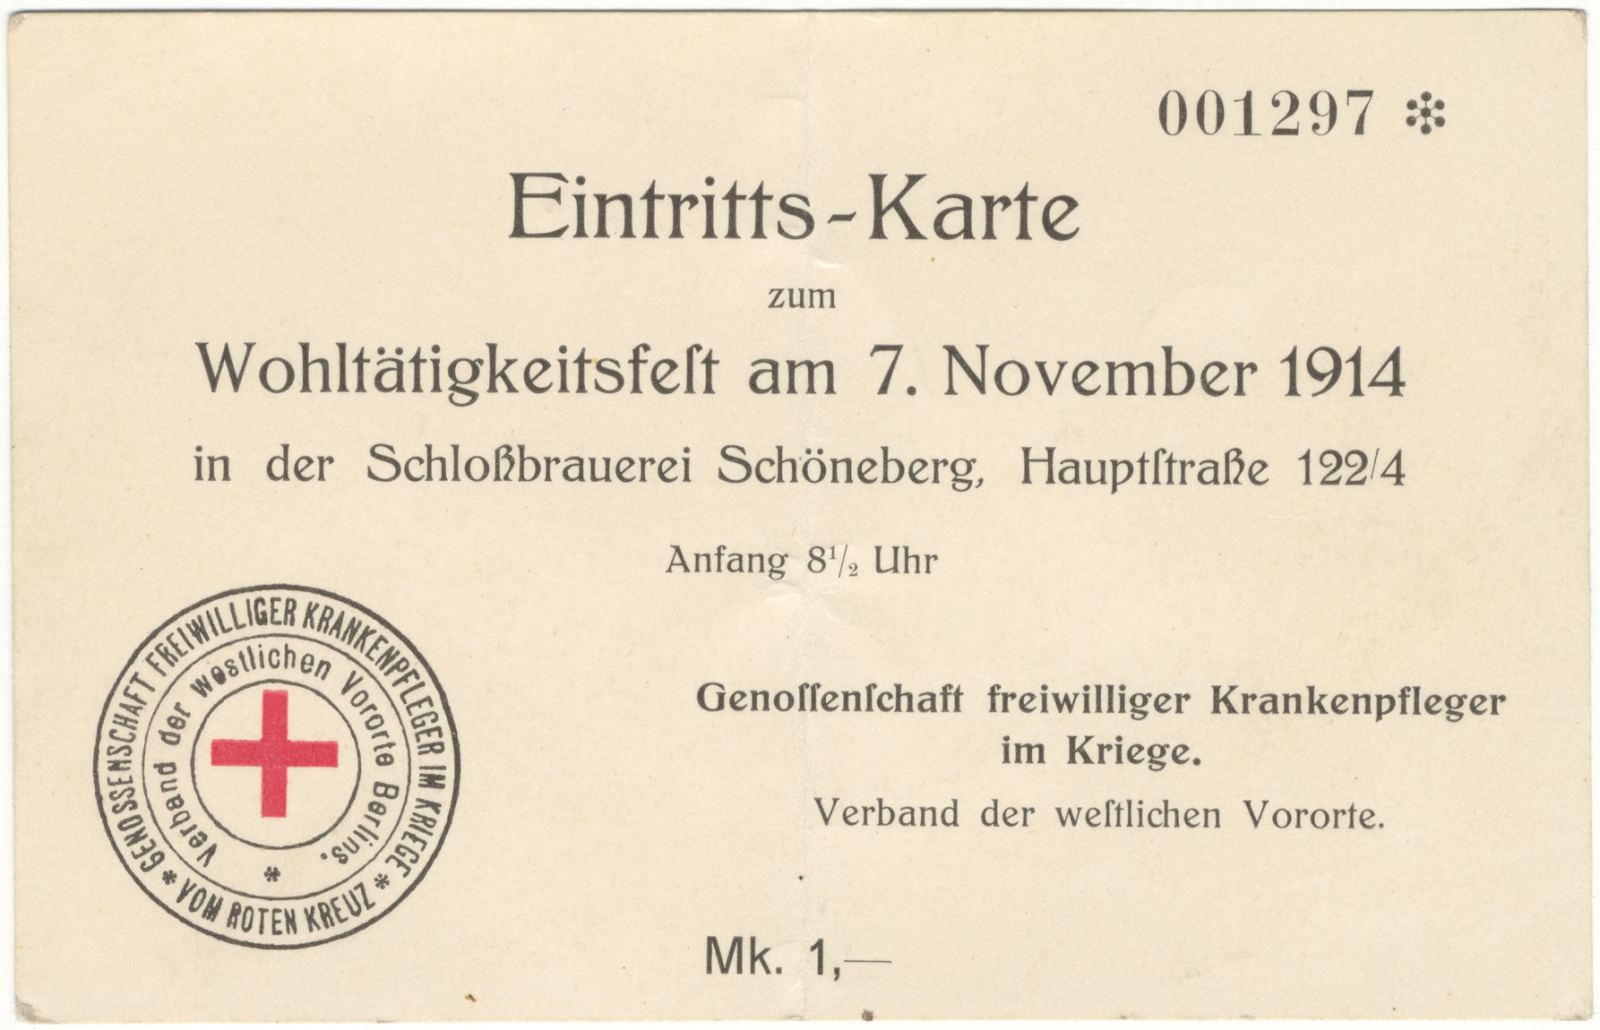 001297 *
Eintritts-Karte
zum
Wohltätigkeitsfeſt am 7. November 1914
in der Schloßbrauerei Schöneberg, Hauptſtraße 122/4
Anfang 8½ Uhr
GENOSSENSCHAFT FREIWILLIGER KRANKENPFLEGER IM KRIEGE * VOM ROTEN KREUZ *
Verband der westlichen Vororte Berlins. *
Genoſſenſchaft freiwilliger Krankenpfleger
im Kriege.
Verband der weſtlichen Vororte.
Mk. 1,—